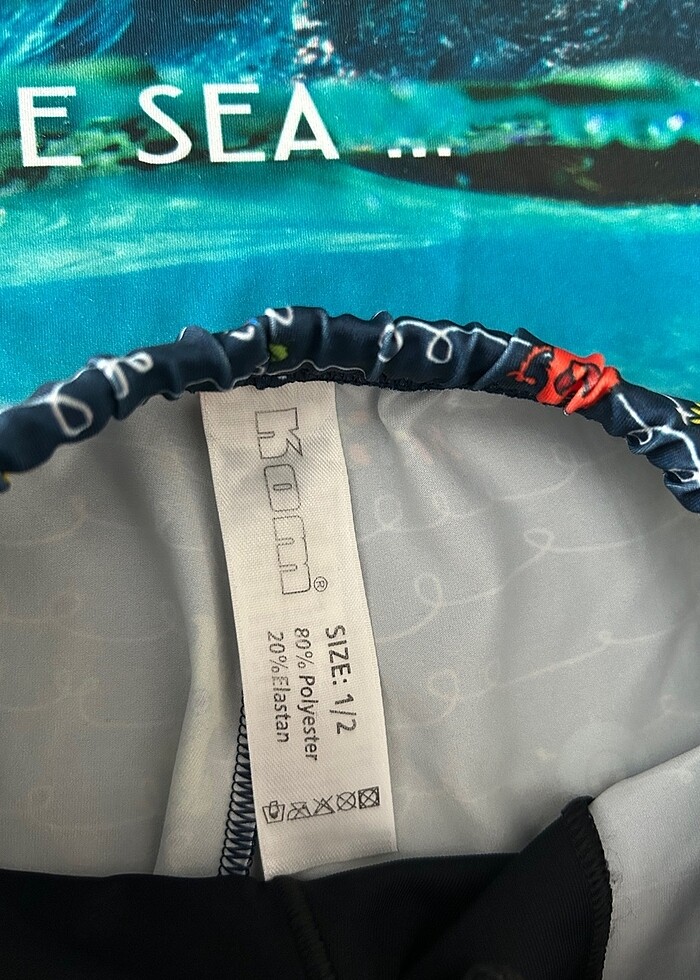 E SEA ...
Kom®
SIZE: 1/2
80% Polyester
20% Elastan